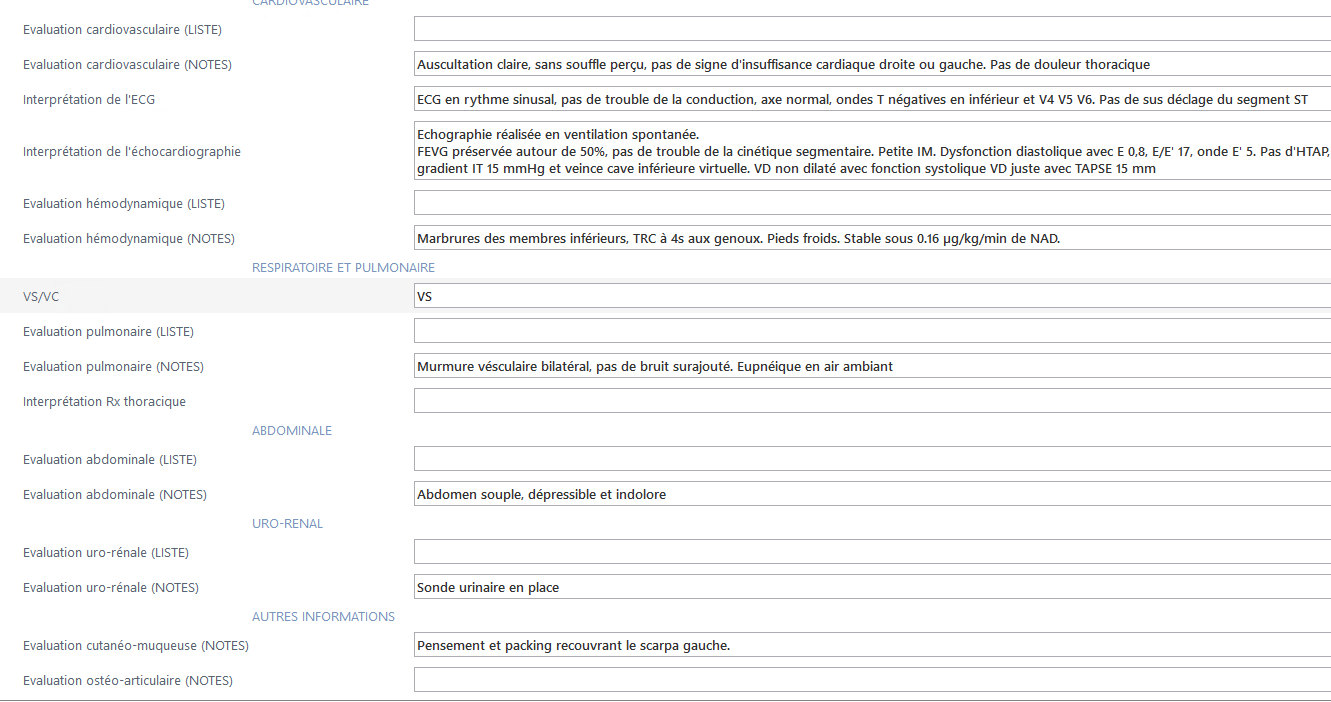 CARDIOVASCULAIRE
Evaluation cardiovasculaire (LISTE)
Evaluation cardiovasculaire (NOTES) Auscultation claire, sans souffle perçu, pas de signe d'insuffisance cardiaque droite ou gauche. Pas de douleur thoracique
Interprétation de l'ECG ECG en rythme sinusal, pas de trouble de la conduction, axe normal, ondes T négatives en inférieur et V4 V5 V6. Pas de sus déclage du segment ST
Echographie réalisée en ventilation spontanée.
Interprétation de l'échocardiographie FEVG préservée autour de 50%, pas de trouble de la cinétique segmentaire. Petite IM. Dysfonction diastolique avec E 0,8, E/E' 17, onde E' 5. Pas d'HTAP,
gradient IT 15 mmHg et veince cave inférieure virtuelle. VD non dilaté avec fonction systolique VD juste avec TAPSE 15 mm
Evaluation hémodynamique (LISTE)
Evaluation hémodynamique (NOTES) Marbrures des membres inférieurs, TRC à 4s aux genoux. Pieds froids. Stable sous 0.16 µg/kg/min de NAD.
RESPIRATOIRE ET PULMONAIRE
VS/VC VS
Evaluation pulmonaire (LISTE)
Evaluation pulmonaire (NOTES) Murmure vésculaire bilatéral, pas de bruit surajouté. Eupnéique en air ambiant
Interprétation Rx thoracique
ABDOMINALE
Evaluation abdominale (LISTE)
Evaluation abdominale (NOTES) Abdomen souple, dépressible et indolore
URO-RENAL
Evaluation uro-rénale (LISTE)
Evaluation uro-rénale (NOTES) Sonde urinaire en place
AUTRES INFORMATIONS
Evaluation cutanéo-muqueuse (NOTES) Pensement et packing recouvrant le scarpa gauche.
Evaluation ostéo-articulaire (NOTES)